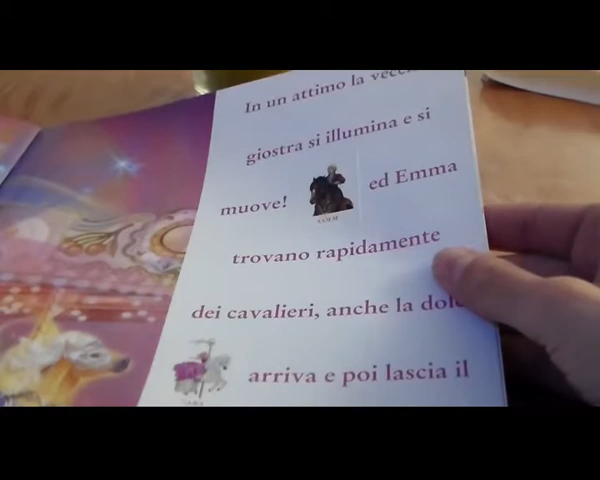 In un attimo la
giostra si illumina e si
muove! ed Emma
trovano rapidamente
dei cavalieri, anche la
arriva e poi lascia il